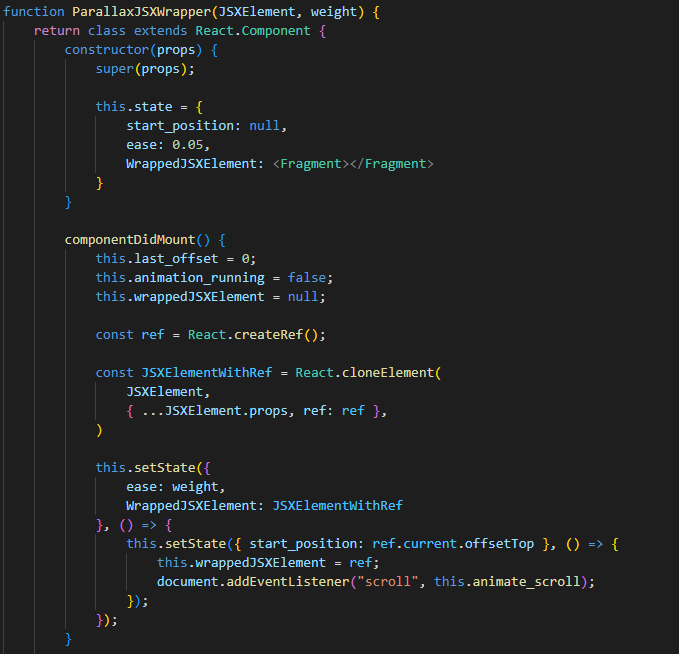 function ParallaxJSXWrapper(JSXElement, weight) {
    return class extends React.Component {
        constructor(props) {
            super(props);

            this.state = {
                start_position: null,
                ease: 0.05,
                WrappedJSXElement: <Fragment></Fragment>
            }
        }

        componentDidMount() {
            this.last_offset = 0;
            this.animation_running = false;
            this.wrappedJSXElement = null;

            const ref = React.createRef();

            const JSXElementWithRef = React.cloneElement(
                JSXElement,
                { ...JSXElement.props, ref: ref },
            )

            this.setState({
                ease: weight,
                WrappedJSXElement: JSXElementWithRef
            }, () => {
                this.setState({ start_position: ref.current.offsetTop }, () => {
                    this.wrappedJSXElement = ref;
                    document.addEventListener("scroll", this.animate_scroll);
                });
            });
        }